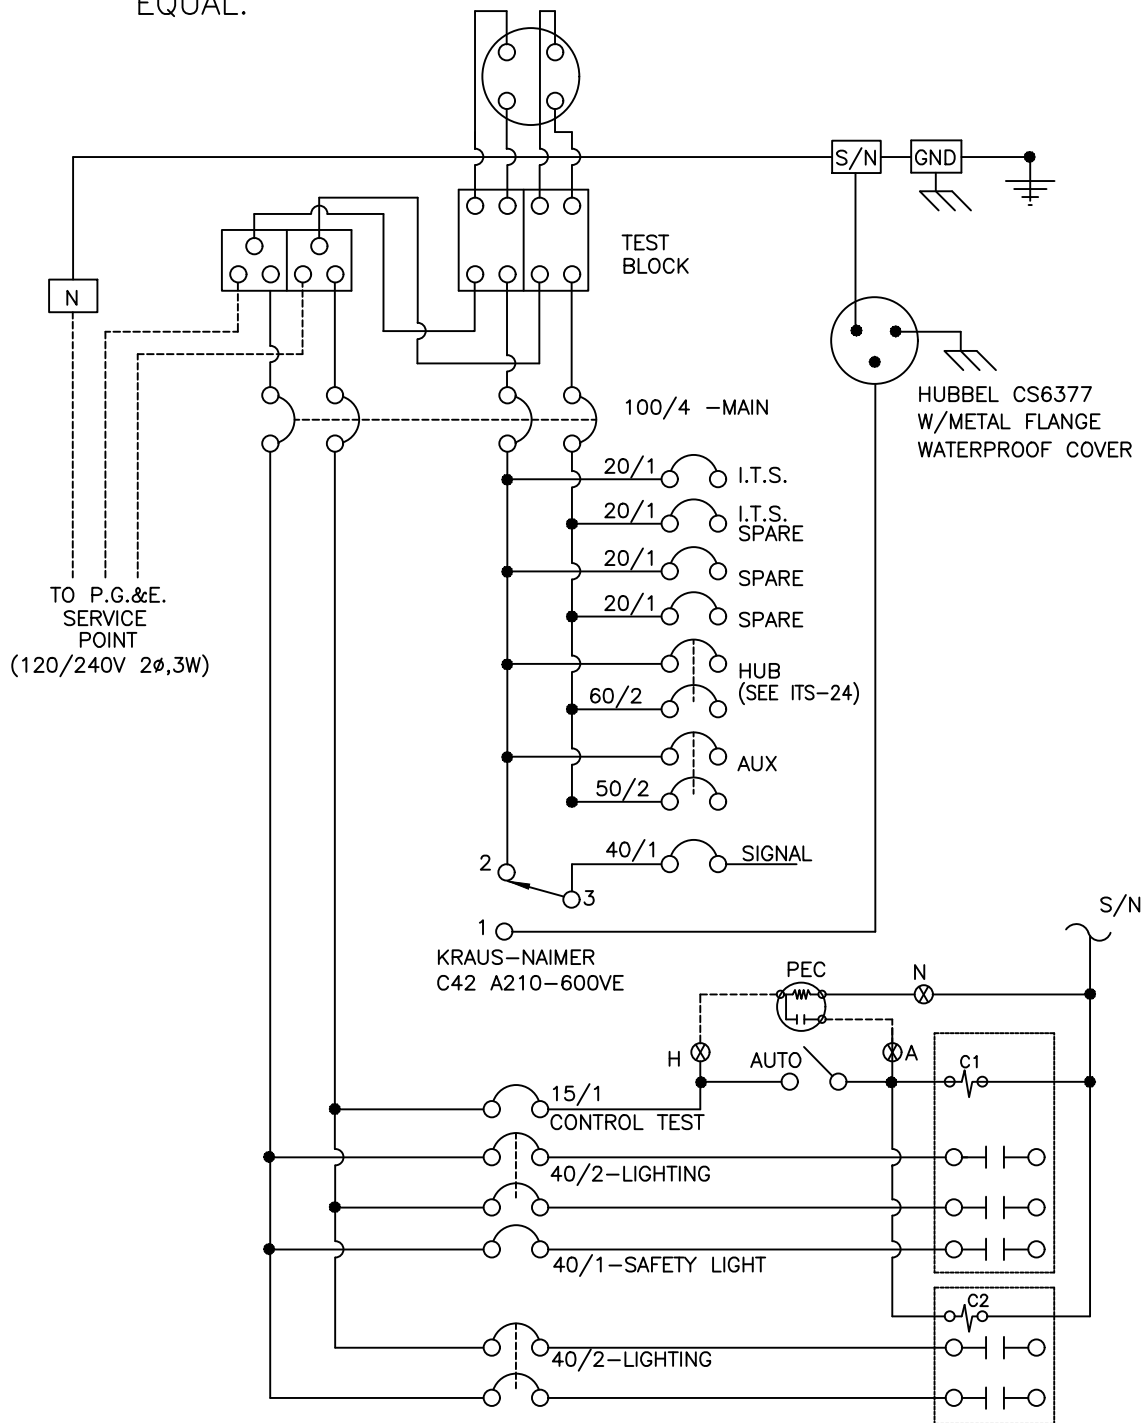 EQUAL.
S/N
GND
TEST
BLOCK
N
HUBBEL CS6377
W/METAL FLANGE
WATERPROOF COVER
100/4 -MAIN
20/1
I.T.S.
20/1
I.T.S.
SPARE
20/1
SPARE
20/1
SPARE
TO P.G.&E.
SERVICE
POINT
(120/240V 2ø,3W)
HUB
(SEE ITS-24)
60/2
AUX
50/2
40/1
SIGNAL
2
3
1
KRAUS-NAIMER
C42 A210-600VE
S/N
PEC
N
H
AUTO
A
C1
15/1
CONTROL TEST
40/2-LIGHTING
40/1-SAFETY LIGHT
C2
40/2-LIGHTING